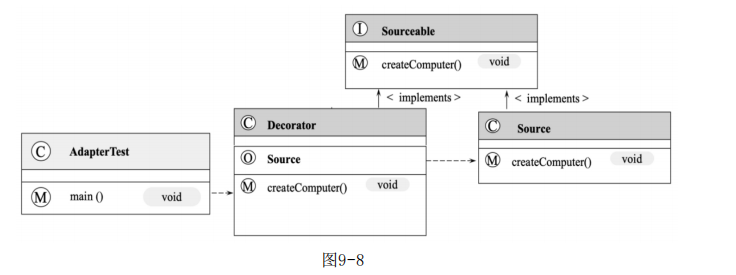 I Sourceable
M createComputer() void
< implements >
< implements >
C Decorator
O Source
M createComputer() void
C Source
M createComputer() void
C AdapterTest
M main () void
图9-8